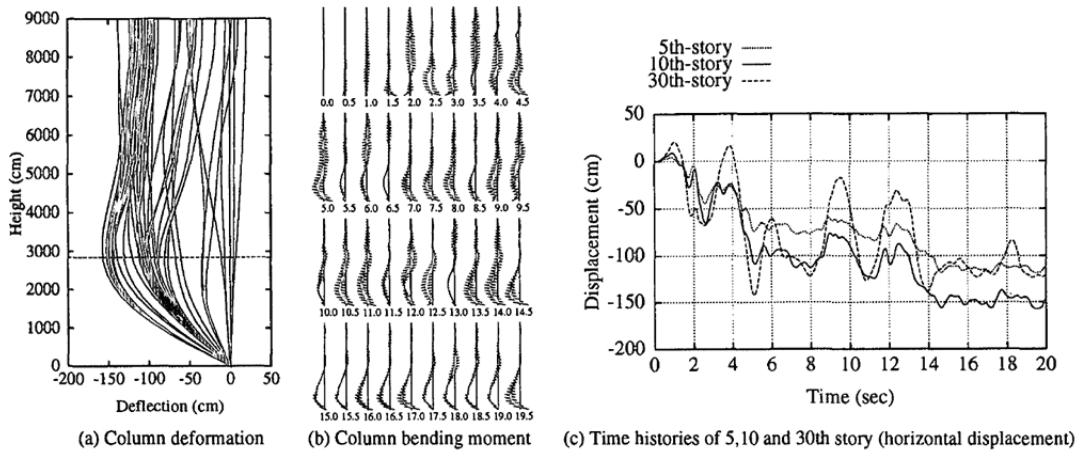 9000
8000
7000
6000
5000
4000
3000
2000
1000
0
Height (cm)
-200 -150 -100 -50 0 50
Deflection (cm)
(a) Column deformation
0.0 0.5 1.0 1.5 2.0 2.5 3.0 3.5 4.0 4.5
5.0 5.5 6.0 6.5 7.0 7.5 8.0 8.5 9.0 9.5
10.0 10.5 11.0 11.5 12.0 12.5 13.0 13.5 14.0 14.5
15.0 15.5 16.0 16.5 17.0 17.5 18.0 18.5 19.0 19.5
(b) Column bending moment
5th-story
10th-story
30th-story
50
0
-50
-100
-150
-200
Displacement (cm)
0 2 4 6 8 10 12 14 16 18 20
Time (sec)
(c) Time histories of 5,10 and 30th story (horizontal displacement)